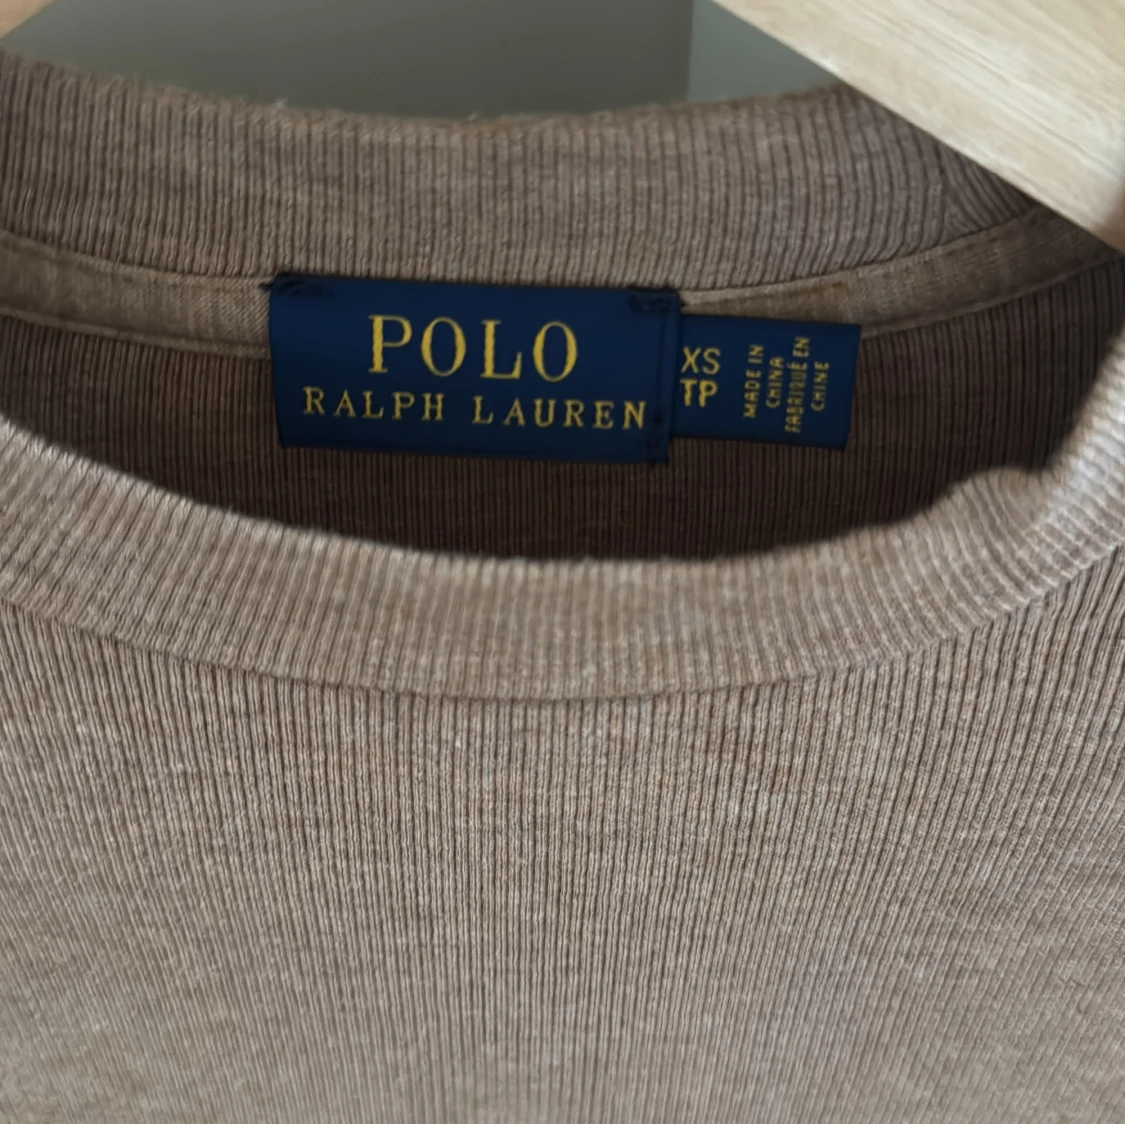 POLO
RALPH LAUREN
XS
TP
MADE IN
CHINA
FABRIQUÉ EN
CHINE